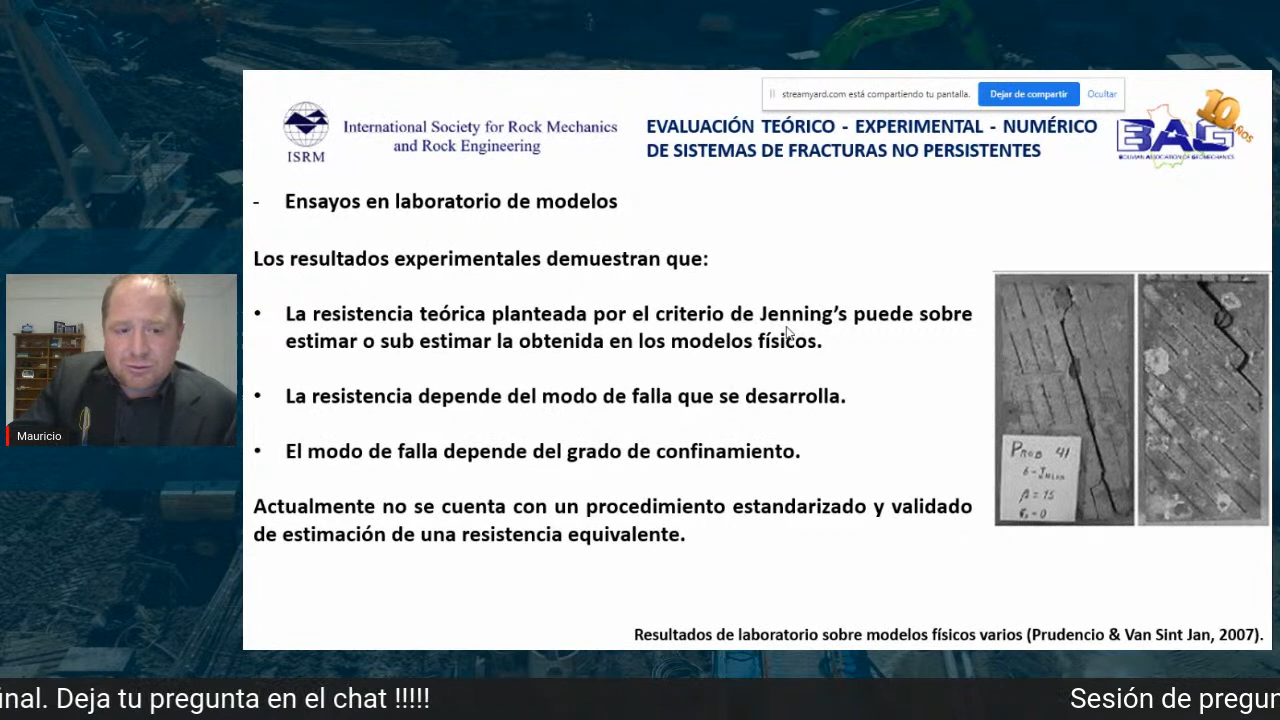 streamyard.com está compartiendo tu pantalla.
Dejar de compartir
Ocultar
ISRM
International Society for Rock Mechanics
and Rock Engineering
EVALUACIÓN TEÓRICO - EXPERIMENTAL - NUMÉRICO
DE SISTEMAS DE FRACTURAS NO PERSISTENTES
10
AÑOS
BAG
BOLIVIAN ASSOCIATION OF GEOMECHANICS
- Ensayos en laboratorio de modelos
Los resultados experimentales demuestran que:
• La resistencia teórica planteada por el criterio de Jenning’s puede sobre
estimar o sub estimar la obtenida en los modelos físicos.
• La resistencia depende del modo de falla que se desarrolla.
• El modo de falla depende del grado de confinamiento.
Actualmente no se cuenta con un procedimiento estandarizado y validado
de estimación de una resistencia equivalente.
PROB 41
β = 15
= 0
Resultados de laboratorio sobre modelos físicos varios (Prudencio & Van Sint Jan, 2007).
Mauricio
inal. Deja tu pregunta en el chat !!!!!
Sesión de pregun